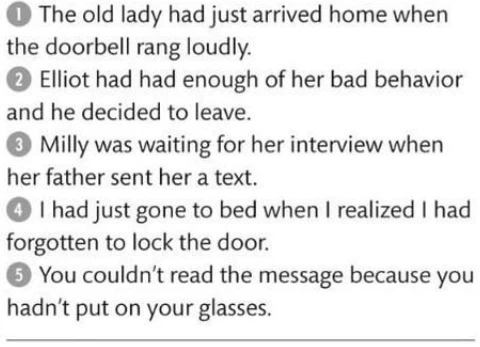 1 The old lady had just arrived home when
the doorbell rang loudly.
2 Elliot had had enough of her bad behavior
and he decided to leave.
3 Milly was waiting for her interview when
her father sent her a text.
4 I had just gone to bed when I realized I had
forgotten to lock the door.
5 You couldn't read the message because you
hadn't put on your glasses.